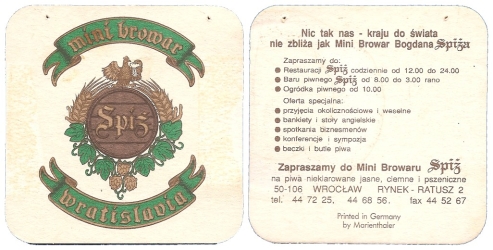 mini browar
Spiż
wratislavia
Nic tak nas - kraju do świata
nie zbliża jak Mini Browar Bogdana Spiża
Zapraszamy do:
● Restauracji Spiż codziennie od 12.00 do 24.00
● Baru piwnego Spiż od 8.00 do 3.00 rano
● Ogródka piwnego od 10.00
Oferta specjalna:
● przyjęcia okolicznościowe i weselne
● bankiety i stoły angielskie
● spotkania biznesmenów
● konferencje i sympozja
● beczki i butle piwa
Zapraszamy do Mini Browaru Spiż
na piwa nieklarowane jasne, ciemne i pszeniczne
50-106 WROCŁAW RYNEK - RATUSZ 2
tel. 44 72 25, 44 68 56. fax 44 52 67
Printed in Germany
by Marienthaler